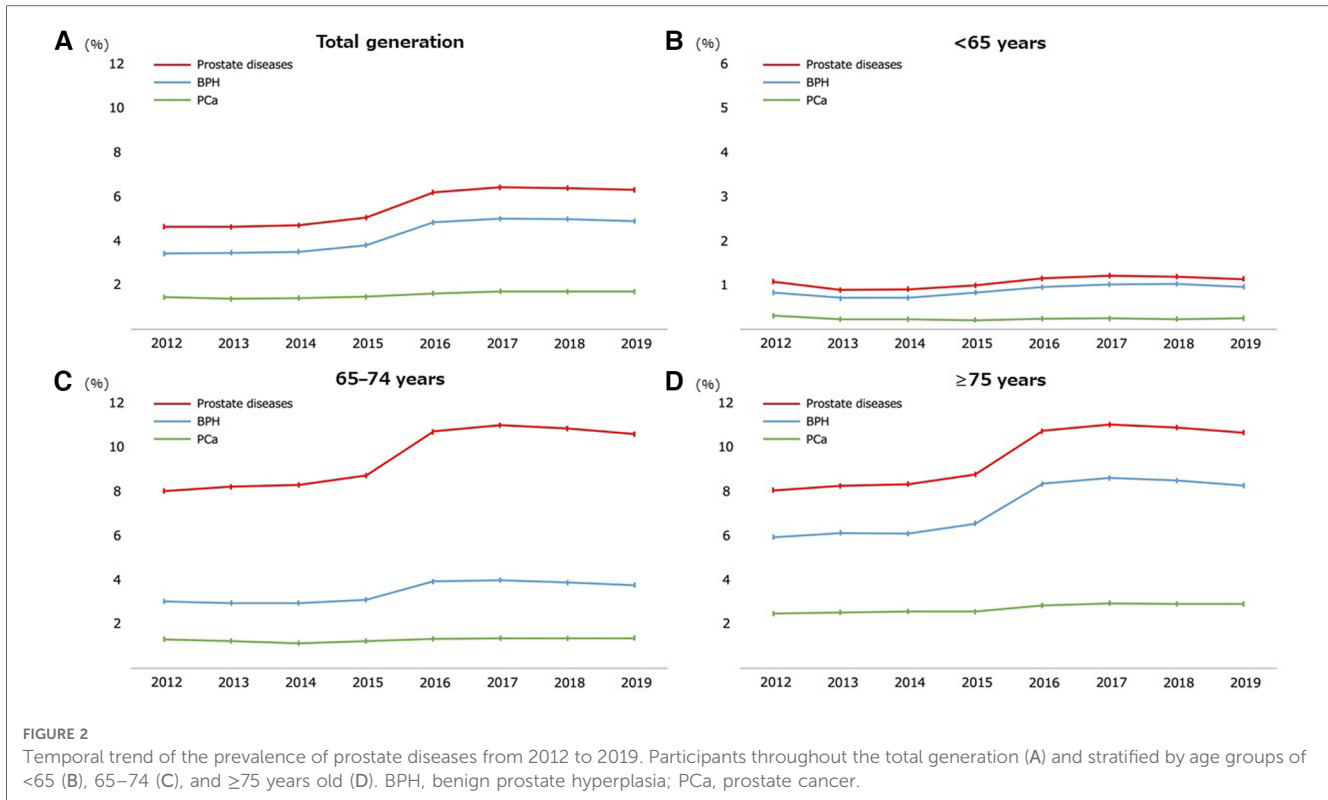 A (%) Total generation
12
10
8
6
4
2
Prostate diseases
BPH
PCa
2012 2013 2014 2015 2016 2017 2018 2019
B (%) <65 years
6
5
4
3
2
1
Prostate diseases
BPH
PCa
2012 2013 2014 2015 2016 2017 2018 2019
C (%) 65–74 years
12
10
8
6
4
2
Prostate diseases
BPH
PCa
2012 2013 2014 2015 2016 2017 2018 2019
D (%) ≥75 years
12
10
8
6
4
2
Prostate diseases
BPH
PCa
2012 2013 2014 2015 2016 2017 2018 2019
FIGURE 2
Temporal trend of the prevalence of prostate diseases from 2012 to 2019. Participants throughout the total generation (A) and stratified by age groups of
<65 (B), 65–74 (C), and ≥75 years old (D). BPH, benign prostate hyperplasia; PCa, prostate cancer.